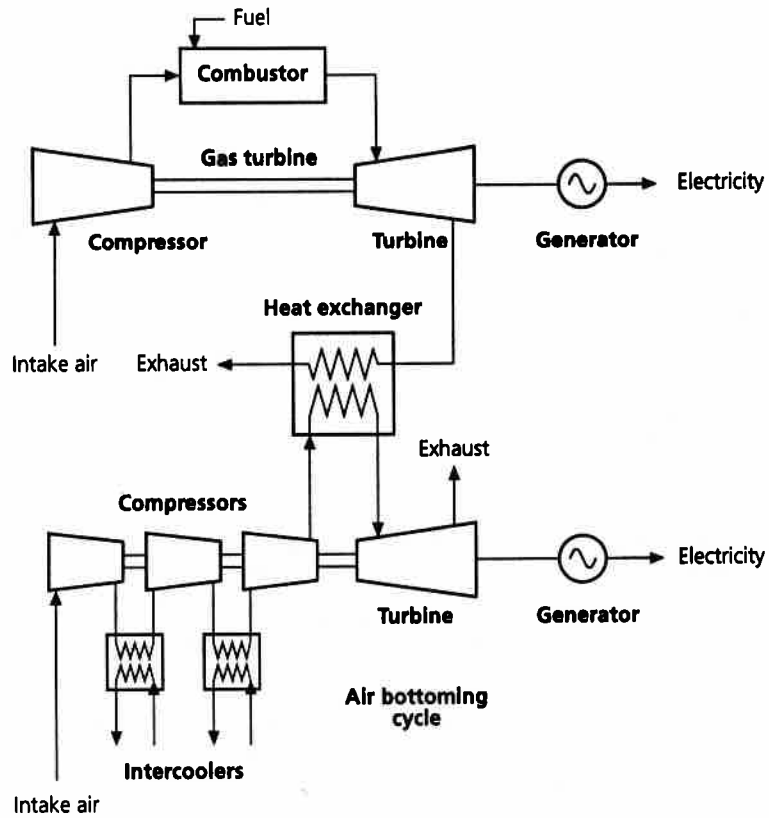 Fuel
Combustor
Gas turbine
Electricity
Compressor
Turbine
Generator
Heat exchanger
Intake air
Exhaust
Exhaust
Compressors
Electricity
Turbine
Generator
Air bottoming
cycle
Intercoolers
Intake air